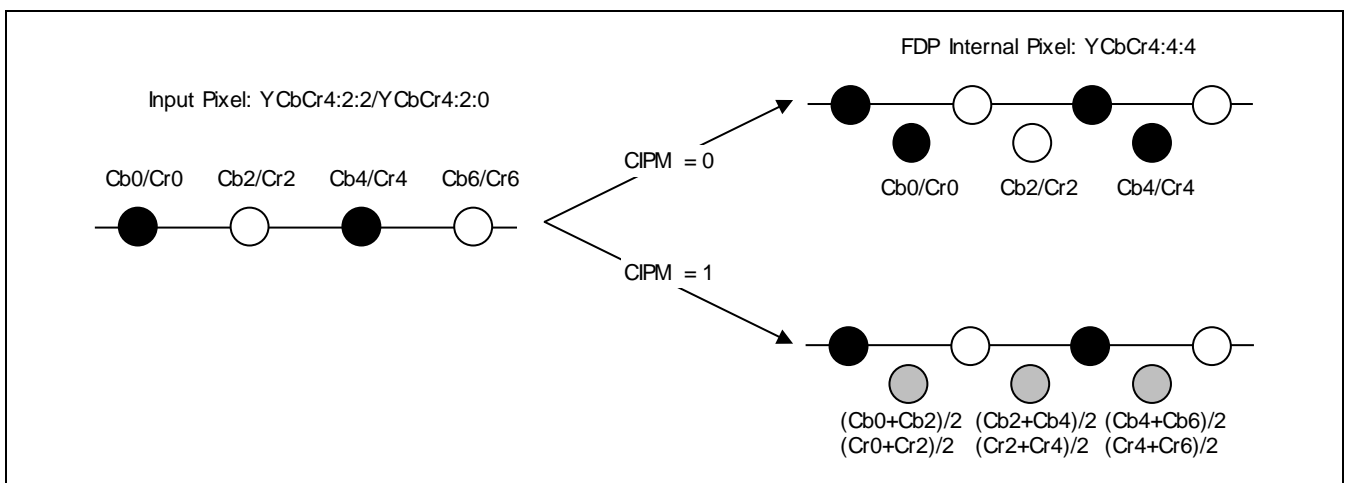 FDP Internal Pixel: YCbCr4:4:4
Input Pixel: YCbCr4:2:2/YCbCr4:2:0
CIPM = 0
Cb0/Cr0 Cb2/Cr2 Cb4/Cr4 Cb6/Cr6
Cb0/Cr0 Cb2/Cr2 Cb4/Cr4
CIPM = 1
(Cb0+Cb2)/2 (Cb2+Cb4)/2 (Cb4+Cb6)/2
(Cr0+Cr2)/2 (Cr2+Cr4)/2 (Cr4+Cr6)/2